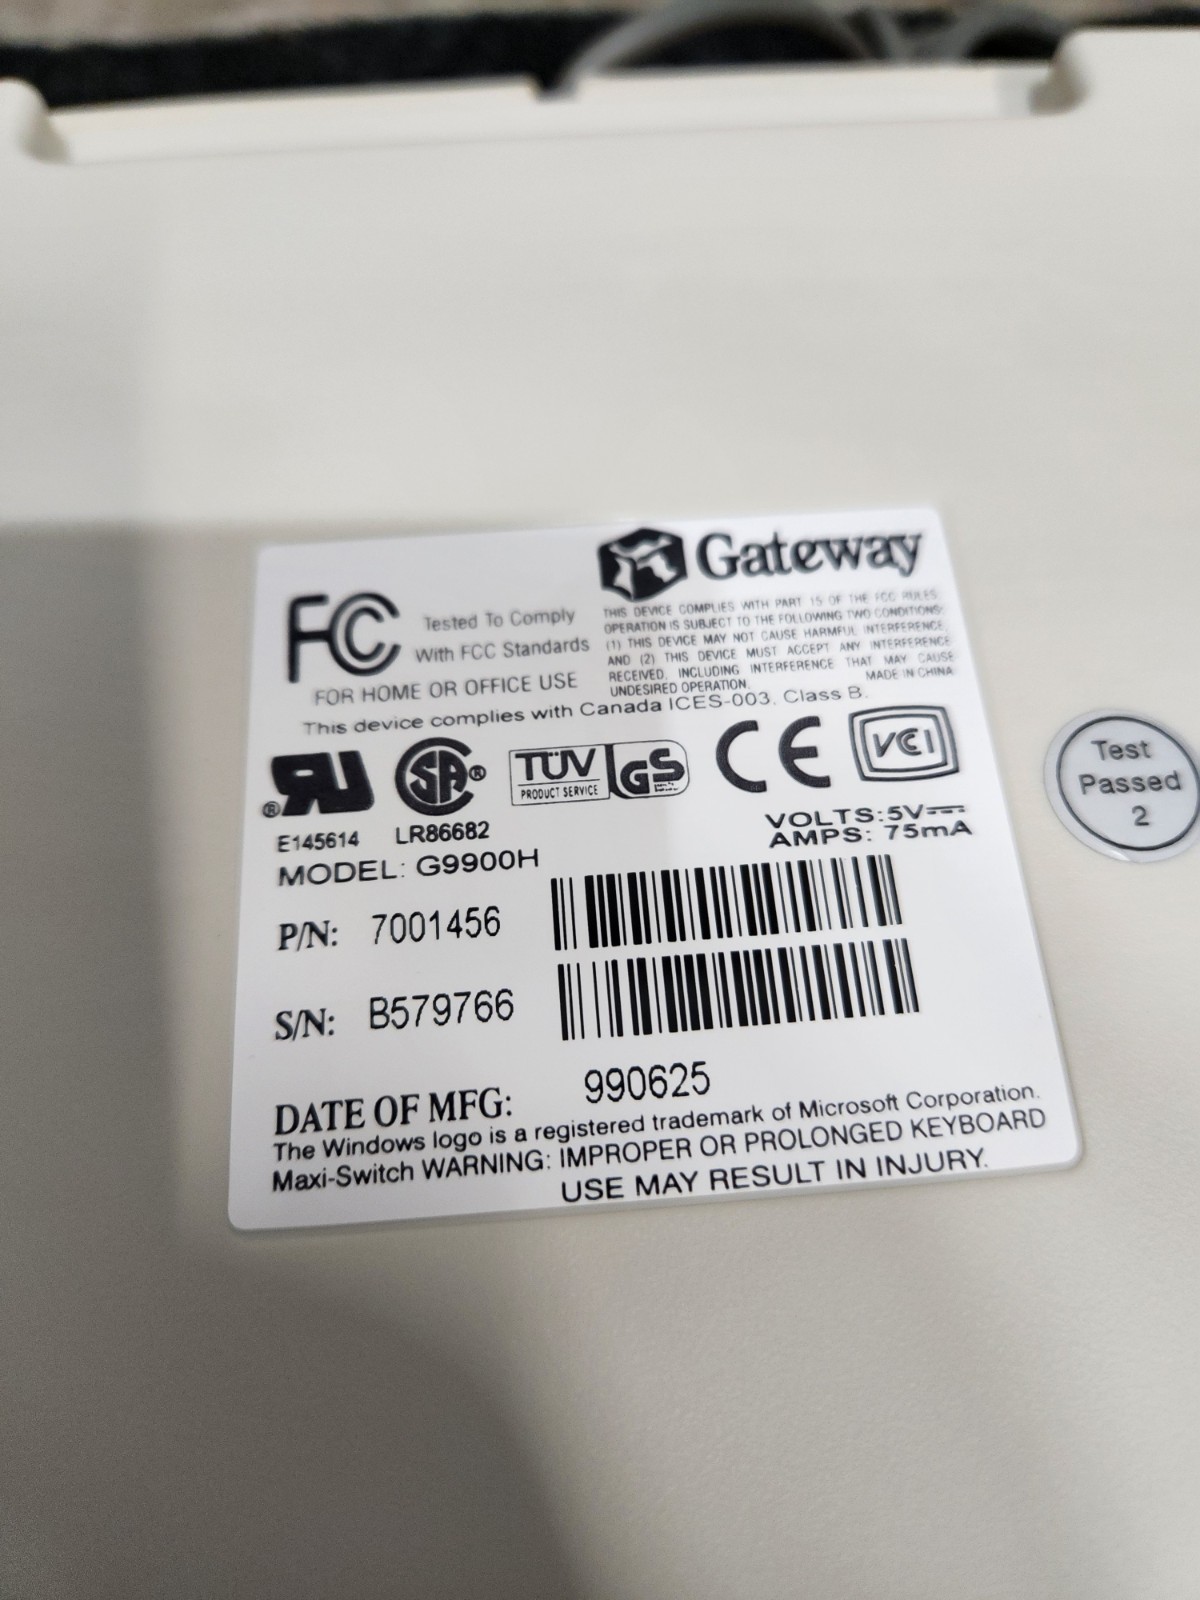 Gateway
FC Tested To Comply
With FCC Standards
FOR HOME OR OFFICE USE
THIS DEVICE COMPLIES WITH PART 15 OF THE FCC RULES.
OPERATION IS SUBJECT TO THE FOLLOWING TWO CONDITIONS:
(1) THIS DEVICE MAY NOT CAUSE HARMFUL INTERFERENCE,
AND (2) THIS DEVICE MUST ACCEPT ANY INTERFERENCE
RECEIVED, INCLUDING INTERFERENCE THAT MAY CAUSE
UNDESIRED OPERATION.
MADE IN CHINA
This device complies with Canada ICES-003, Class B.
® RU
SA ®
TÜV
PRODUCT SERVICE
GS
CE
VCCI
E145614
LR86682
VOLTS: 5V
AMPS: 75mA
MODEL: G9900H
P/N: 7001456
S/N: B579766
DATE OF MFG: 990625
The Windows logo is a registered trademark of Microsoft Corporation.
Maxi-Switch WARNING: IMPROPER OR PROLONGED KEYBOARD
USE MAY RESULT IN INJURY.
Test
Passed
2